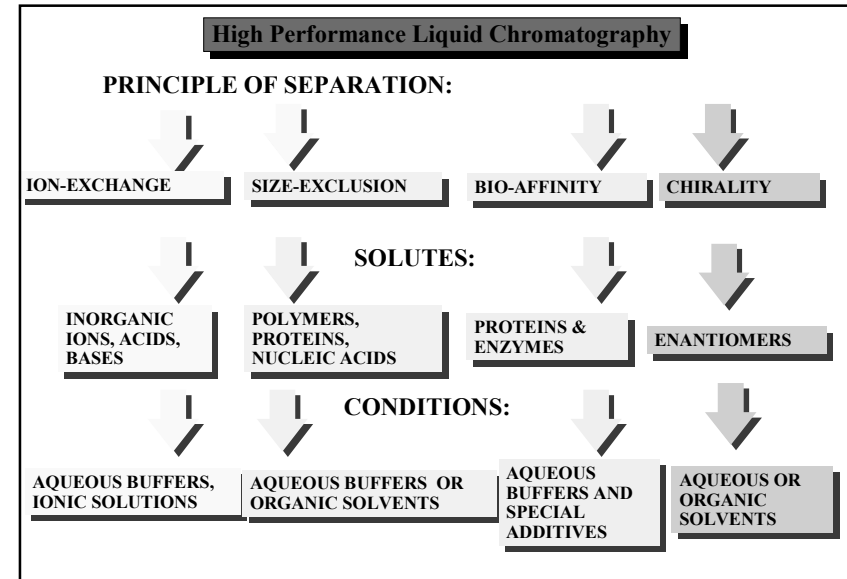 High Performance Liquid Chromatography
PRINCIPLE OF SEPARATION:
ION-EXCHANGE
SIZE-EXCLUSION
BIO-AFFINITY
CHIRALITY
SOLUTES:
INORGANIC
IONS, ACIDS,
BASES
POLYMERS,
PROTEINS,
NUCLEIC ACIDS
PROTEINS &
ENZYMES
ENANTIOMERS
CONDITIONS:
AQUEOUS BUFFERS,
IONIC SOLUTIONS
AQUEOUS BUFFERS OR
ORGANIC SOLVENTS
AQUEOUS
BUFFERS AND
SPECIAL
ADDITIVES
AQUEOUS OR
ORGANIC
SOLVENTS